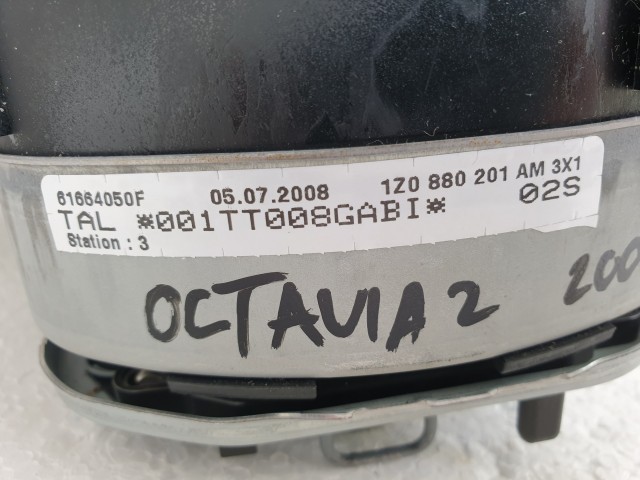 61664050F 05.07.2008 1Z0 880 201 AM 3X1
TAL *001TT008GABI* 02S
Station : 3
OCTAVIA 2